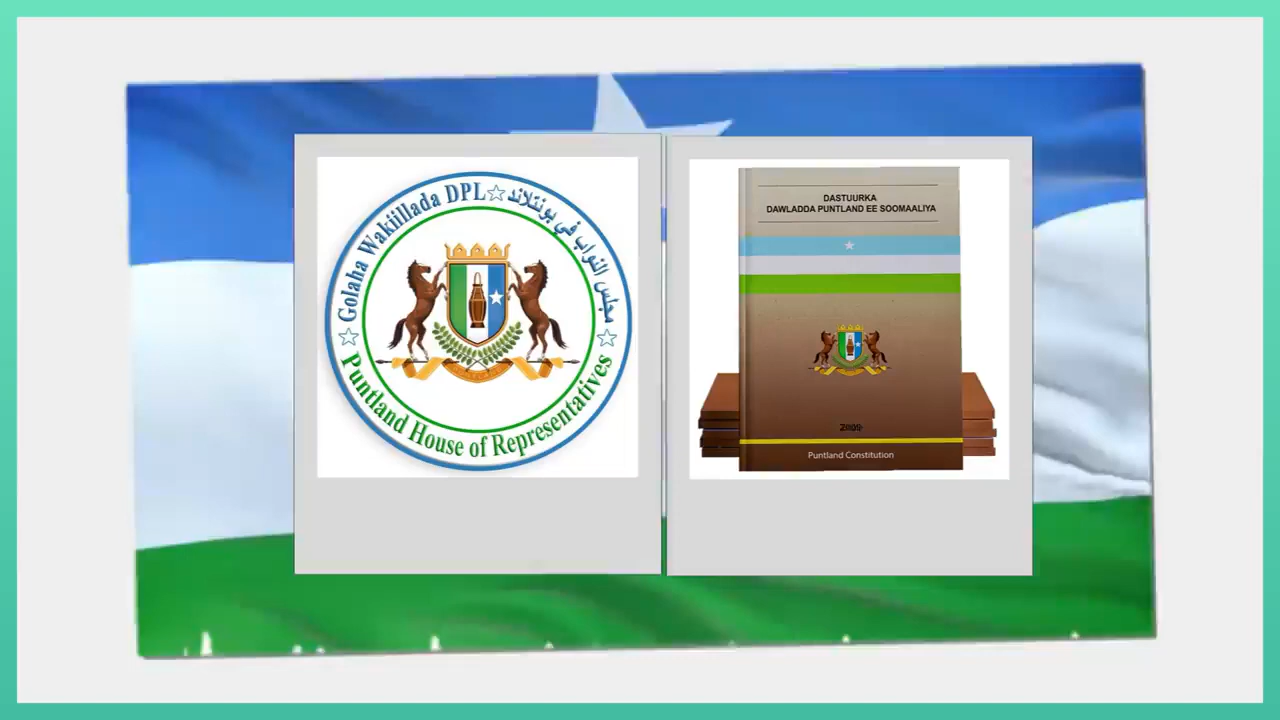 Golaha Wakiillada DPL
مجلس النواب في بونتلاند
Puntland House of Representatives
DASTUURKA
DAWLADDA PUNTLAND EE SOOMAALIYA
Puntland Constitution